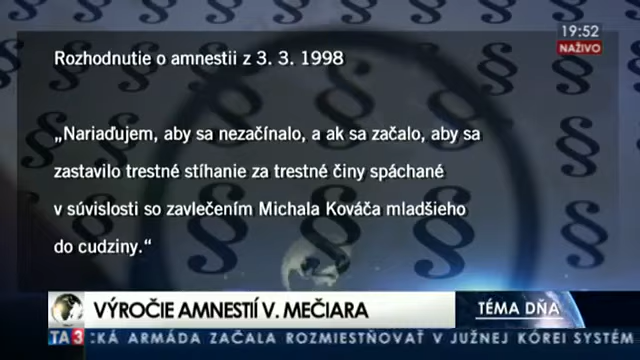 19:52
NAŽIVO
Rozhodnutie o amnestii z 3. 3. 1998
„Nariaďujem, aby sa nezačínalo, a ak sa začalo, aby sa
zastavilo trestné stíhanie za trestné činy spáchané
v súvislosti so zavlečením Michala Kováča mladšieho
do cudziny.“
VÝROČIE AMNESTIÍ V. MEČIARA
TÉMA DŇA
TA3
CKÁ ARMÁDA ZAČALA ROZMIESTŇOVAŤ V JUŽNEJ KÓREI SYSTÉM